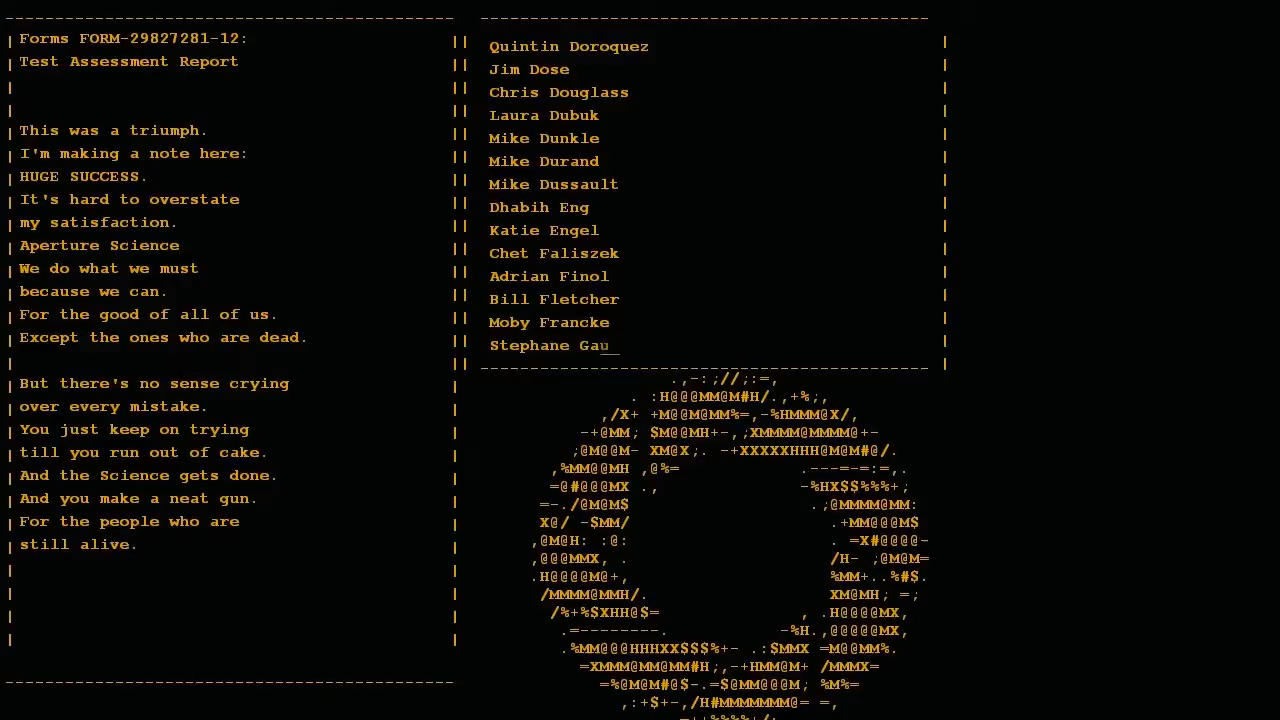 Forms FORM-29827281-12:
Test Assessment Report
This was a triumph.
I'm making a note here:
HUGE SUCCESS.
It's hard to overstate
my satisfaction.
Aperture Science
We do what we must
because we can.
For the good of all of us.
Except the ones who are dead.
But there's no sense crying
over every mistake.
You just keep on trying
till you run out of cake.
And the Science gets done.
And you make a neat gun.
For the people who are
still alive.
Quintin Doroquez
Jim Dose
Chris Douglass
Laura Dubuk
Mike Dunkle
Mike Durand
Mike Dussault
Dhabih Eng
Katie Engel
Chet Faliszek
Adrian Finol
Bill Fletcher
Moby Francke
Stephane Gau_